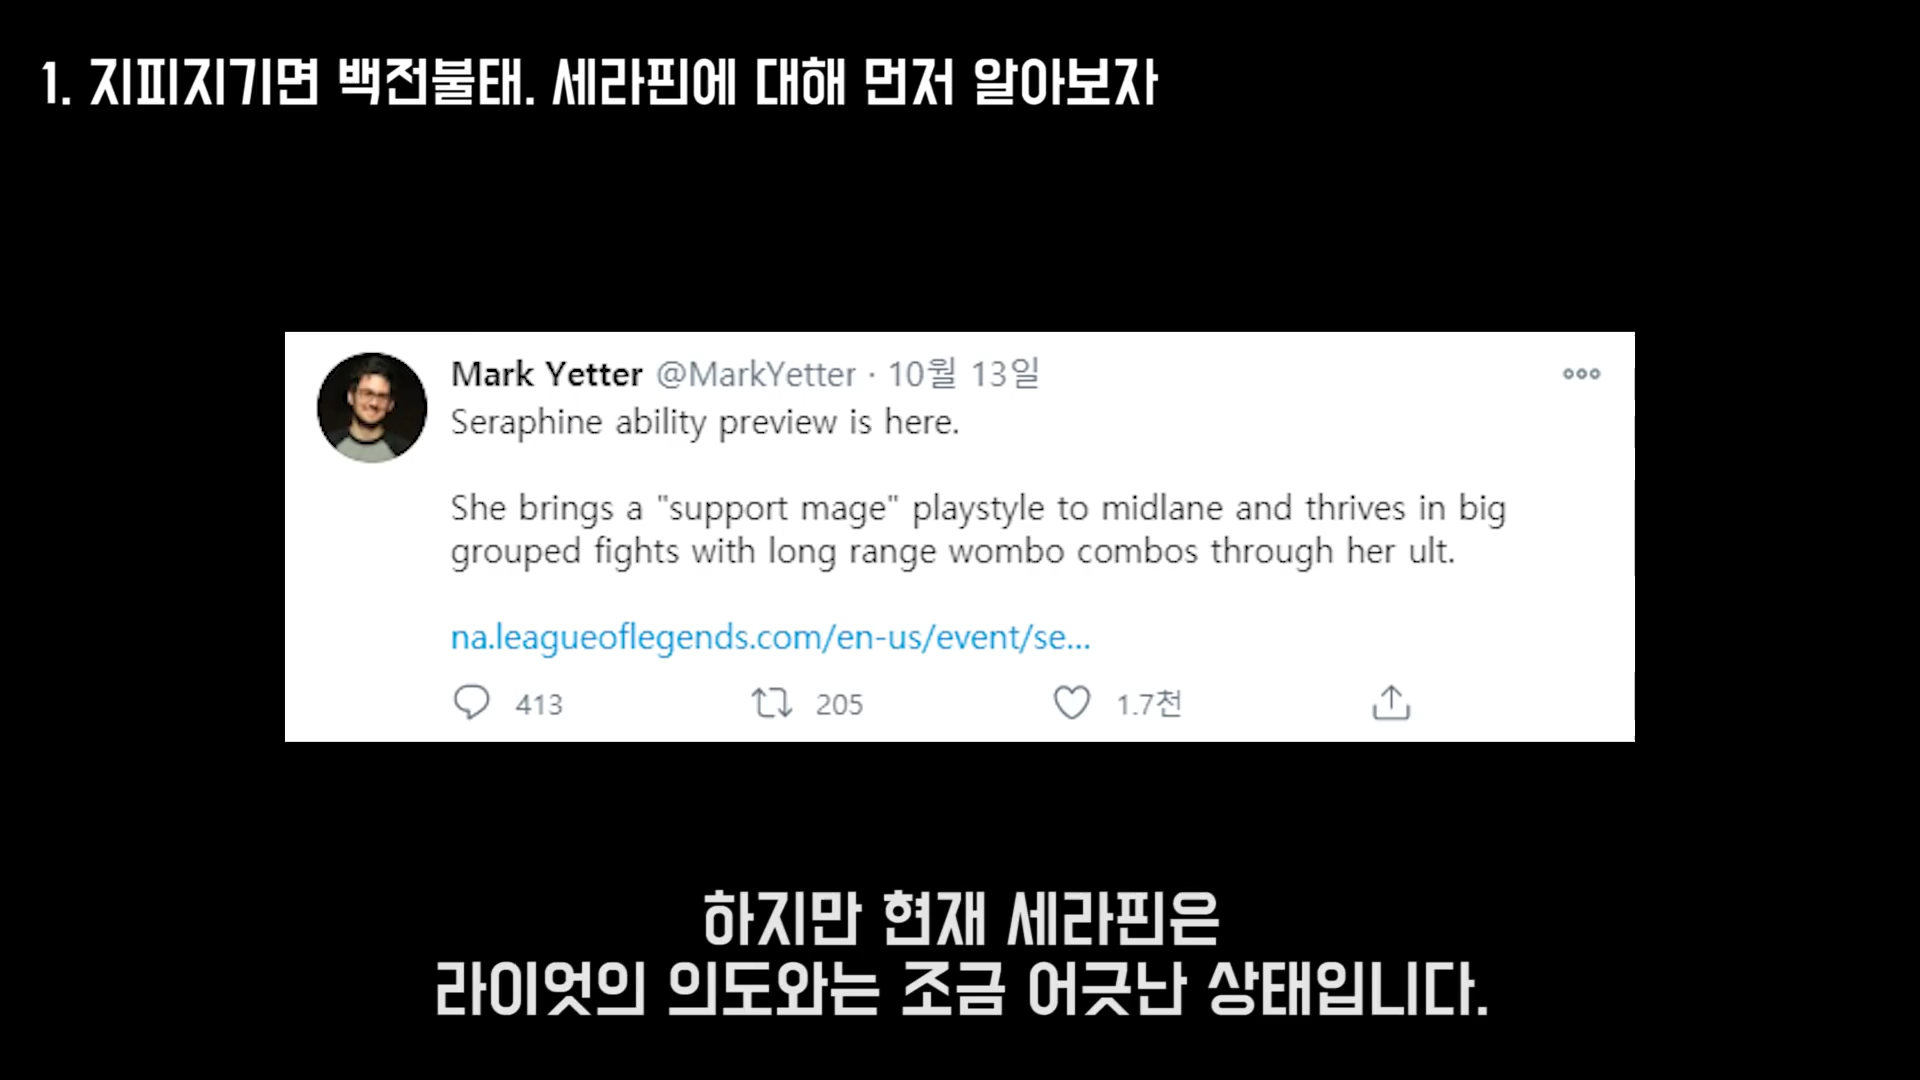 1. 지피지기면 백전불태. 세라핀에 대해 먼저 알아보자
Mark Yetter @MarkYetter · 10월 13일
Seraphine ability preview is here.
She brings a "support mage" playstyle to midlane and thrives in big
grouped fights with long range wombo combos through her ult.
na.leagueoflegends.com/en-us/event/se...
413 205 1.7천
하지만 현재 세라핀은
라이엇의 의도와는 조금 어긋난 상태입니다.